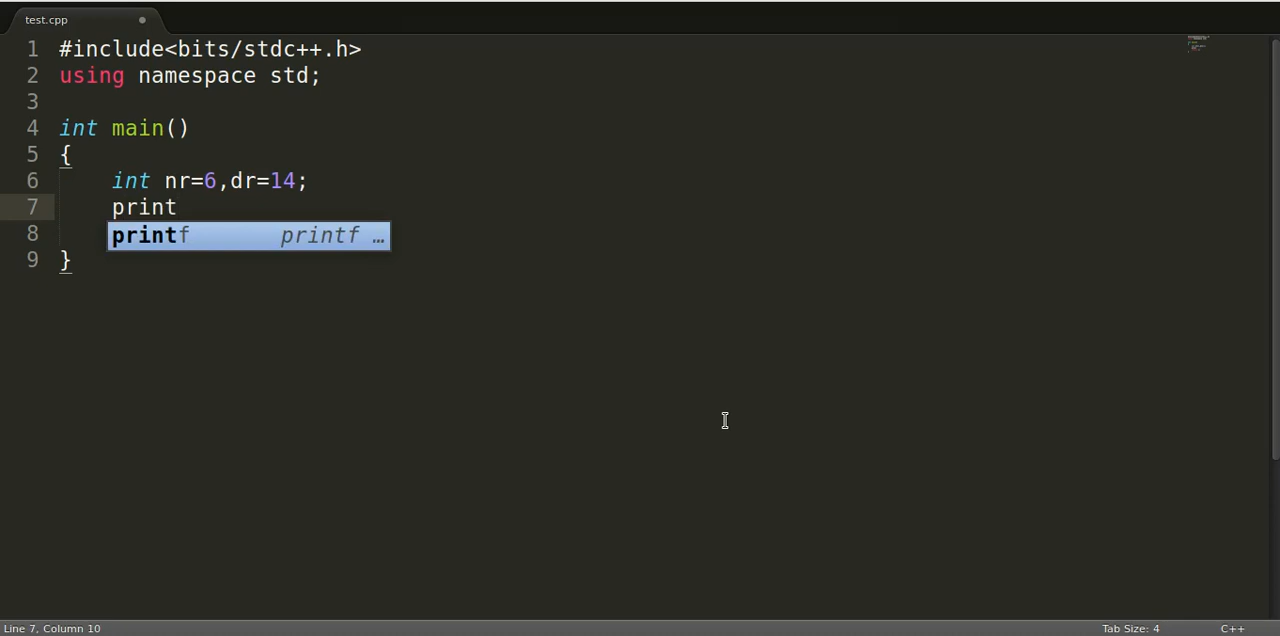 test.cpp
1 #include<bits/stdc++.h>
2 using namespace std;
3
4 int main()
5 {
6 int nr=6,dr=14;
7 print
8 printf printf …
9 }
Line 7, Column 10 Tab Size: 4 C++